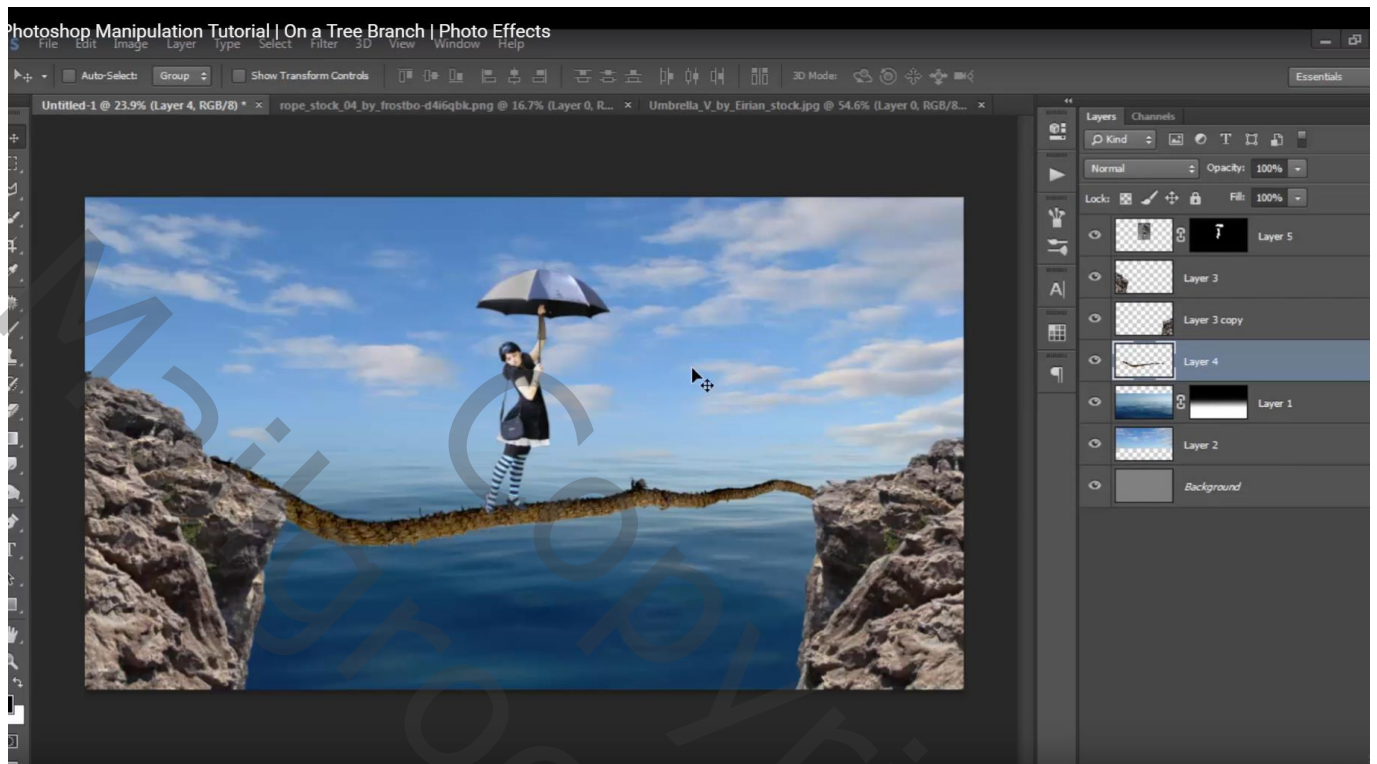 Photoshop Manipulation Tutorial | On a Tree Branch | Photo Effects
File Edit Image Layer Type Select Filter 3D View Window Help
Auto-Select: Group Show Transform Controls 3D Mode: Essentials
Untitled-1 @ 23.9% (Layer 4, RGB/8) * × rope_stock_04_by_frostbo-d4i6qbk.png @ 16.7% (Layer 0, R... × Umbrella_V_by_Eirian_stock.jpg @ 54.6% (Layer 0, RGB/8... ×
Layers Channels
Kind
Normal Opacity: 100%
Lock: Fill: 100%
Layer 5
Layer 3
Layer 3 copy
Layer 4
Layer 1
Layer 2
Background